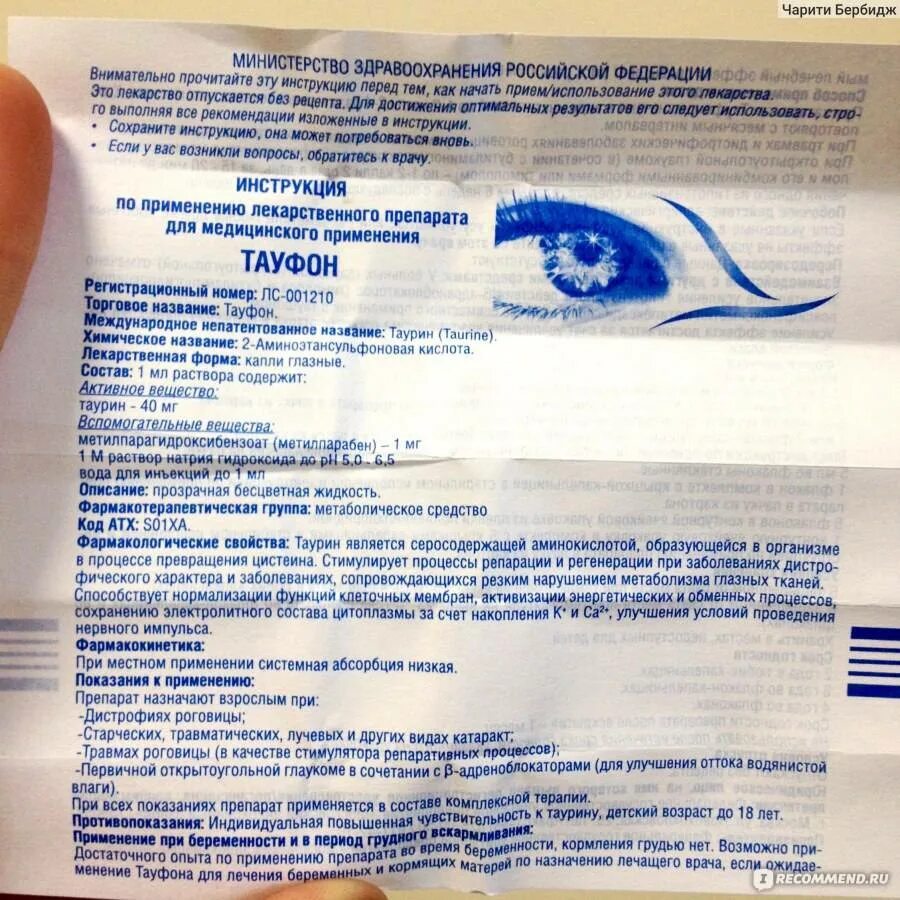 Чарити Бербидж
МИНИСТЕРСТВО ЗДРАВООХРАНЕНИЯ РОССИЙСКОЙ ФЕДЕРАЦИИ
Внимательно прочитайте эту инструкцию перед тем, как начать прием/использование этого лекарства.
Это лекарство отпускается без рецепта. Для достижения оптимальных результатов его следует использовать, стро-
го выполняя все рекомендации изложенные в инструкции.
• Сохраните инструкцию, она может потребоваться вновь.
• Если у вас возникли вопросы, обратитесь к врачу.
ИНСТРУКЦИЯ
по применению лекарственного препарата
для медицинского применения
ТАУФОН
Регистрационный номер: ЛС-001210
Торговое название: Тауфон.
Международное непатентованное название: Таурин (Taurine).
Химическое название: 2-Аминоэтансульфоновая кислота.
Лекарственная форма: капли глазные.
Состав: 1 мл раствора содержит:
Активное вещество:
таурин - 40 мг
Вспомогательные вещества:
метилпарагидроксибензоат (метилпарабен) – 1 мг
1 М раствор натрия гидроксида до pH 5,0 - 6,5
вода для инъекций до 1 мл
Описание: прозрачная бесцветная жидкость.
Фармакотерапевтическая группа: метаболическое средство
Код АТХ: S01XA.
Фармакологические свойства: Таурин является серосодержащей аминокислотой, образующейся в организме
в процессе превращения цистеина. Стимулирует процессы репарации и регенерации при заболеваниях дистро-
фического характера и заболеваниях, сопровождающихся резким нарушением метаболизма глазных тканей.
Способствует нормализации функций клеточных мембран, активизации энергетических и обменных процессов,
сохранению электролитного состава цитоплазмы за счет накопления K⁺ и Ca²⁺, улучшения условий проведения
нервного импульса.
Фармакокинетика:
При местном применении системная абсорбция низкая.
Показания к применению:
Препарат назначают взрослым при:
-Дистрофиях роговицы;
-Старческих, травматических, лучевых и других видах катаракт;
-Травмах роговицы (в качестве стимулятора репаративных процессов);
-Первичной открытоугольной глаукоме в сочетании с β-адреноблокаторами (для улучшения оттока водянистой
влаги).
При всех показаниях препарат применяется в составе комплексной терапии.
Противопоказания: Индивидуальная повышенная чувствительность к таурину, детский возраст до 18 лет.
Применение при беременности и в период грудного вскармливания:
Достаточного опыта по применению препарата во время беременности, кормления грудью нет. Возможно при-
менение Тауфона для лечения беременных и кормящих матерей по назначению лечащего врача, если ожидае-
IRECOMMEND.RU